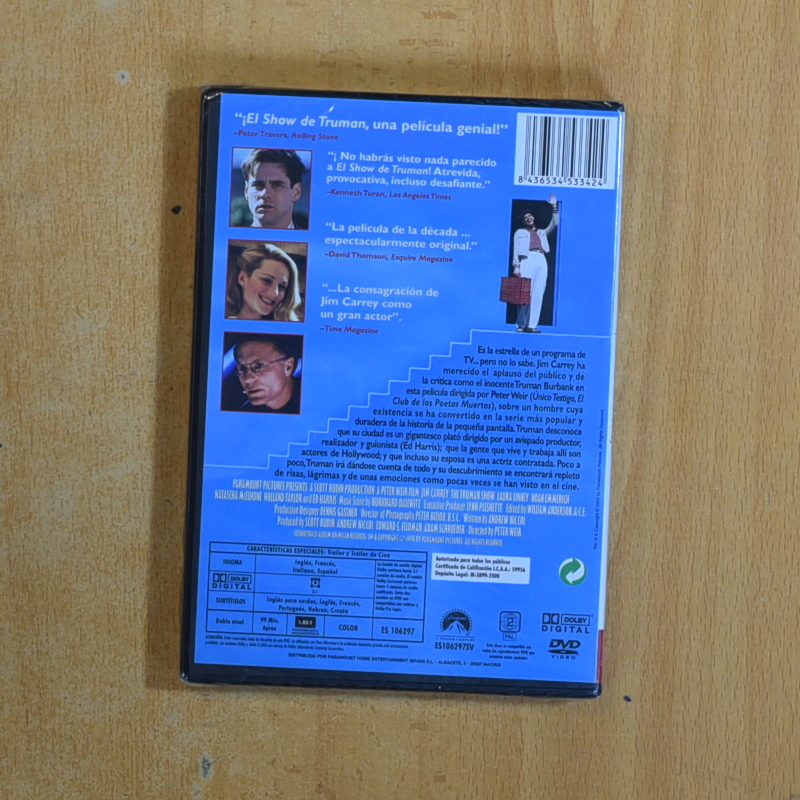 “¡El Show de Truman, una película genial!”
–Peter Travers, Rolling Stone
“¡ No habrás visto nada parecido
a El Show de Truman! Atrevida,
provocativa, incluso desafiante.”
–Kenneth Turan, Los Angeles Times
“La película de la década ...
espectacularmente original.”
–David Thomson, Esquire Magazine
“...La consagración de
Jim Carrey como
un gran actor”.
–Time Magazine
8 436534 533424
Es la estrella de un programa de
TV... pero no lo sabe. Jim Carrey ha
merecido el aplauso del público y de
la crítica como el inocente Truman Burbank en
esta película dirigida por Peter Weir (Único Testigo, El
Club de los Poetas Muertos), sobre un hombre cuya
existencia se ha convertido en la serie más popular y
duradera de la historia de la pequeña pantalla. Truman desconoce
que su ciudad es un gigantesco plató dirigido por un avispado productor,
realizador y guionista (Ed Harris); que la gente que vive y trabaja allí son
actores de Hollywood; y que incluso su esposa es una actriz contratada. Poco a
poco, Truman irá dándose cuenta de todo y su descubrimiento se encontrará repleto
de risas, lágrimas y de unas emociones como pocas veces se han visto en el cine.
PARAMOUNT PICTURES PRESENTS A SCOTT RUDIN PRODUCTION A PETER WEIR FILM JIM CARREY THE TRUMAN SHOW LAURA LINNEY NOAH EMMERICH
NATASCHA McELHONE HOLLAND TAYLOR and ED HARRIS Music Score by BURKHARD DALLWITZ Executive Producer LYNN PLESHETTE Edited by WILLIAM ANDERSON, A.C.E.
Production Designer DENNIS GASSNER Director of Photography PETER BIZIOU, B.S.C. Written by ANDREW NICCOL
Produced by SCOTT RUDIN ANDREW NICCOL EDWARD S. FELDMAN ADAM SCHROEDER Directed by PETER WEIR
CARACTERÍSTICAS ESPECIALES: Trailer y Trailer de Cine
IDIOMA
Inglés, Francés,
Italiano, Español
DOLBY
DIGITAL
5.1
SUBTÍTULOS
Inglés para sordos, Inglés, Francés,
Portugués, Hebreo, Croata
Doble nivel
99 Min.
Aprox.
1.85:1
COLOR
ES 106297
Autorizada para todos los públicos
Certificado de Calificación I.C.A.A.: 59956
Depósito Legal: M-5899-2000
ES106297SV
2
PAL
DOLBY
DIGITAL
DVD
VIDEO
DISTRIBUIDA POR PARAMOUNT HOME ENTERTAINMENT (SPAIN) S.L. - ALBACETE, 5 - 28027 MADRID